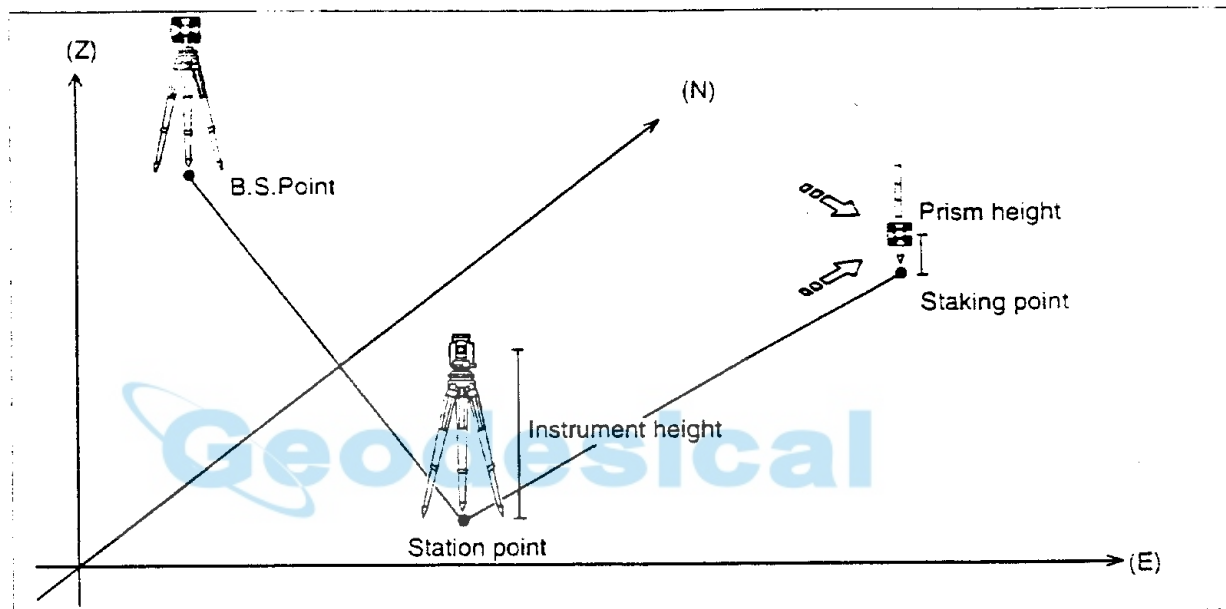 (Z)
(N)
B.S.Point
Prism height
Staking point
Instrument height
Geodesical
Station point
(E)